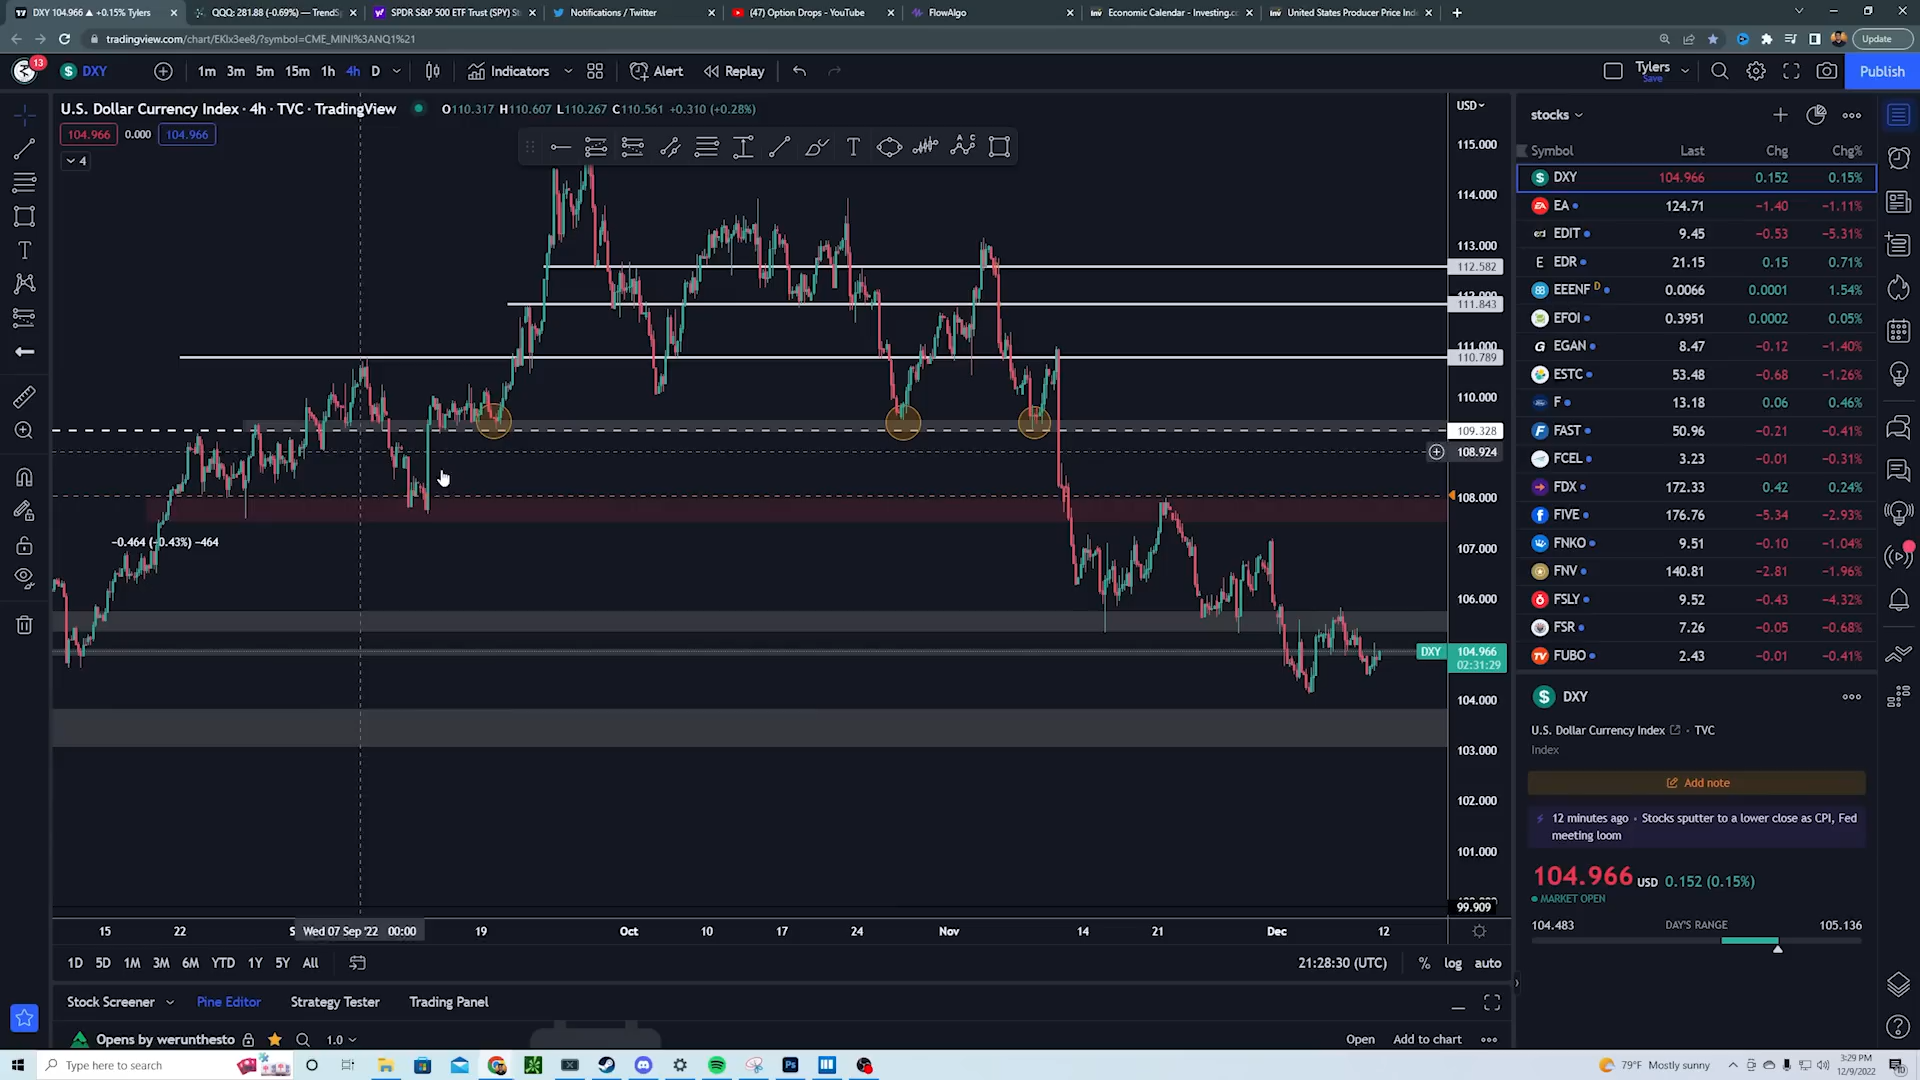 DXY 104.966 ▲ +0.15% Tylers
QQQ: 281.88 (-0.69%) — TrendS
SPDR S&P 500 ETF Trust (SPY) St
Notifications / Twitter
(47) Option Drops - YouTube
FlowAlgo
Economic Calendar - Investing.co
United States Producer Price Inde
tradingview.com/chart/EKlx3ee8/?symbol=CME_MINI%3ANQ1%21
Update
13
DXY
1m 3m 5m 15m 1h 4h D
Indicators
Alert
Replay
Tylers
Save
Publish
U.S. Dollar Currency Index · 4h · TVC · TradingView
O110.317 H110.607 L110.267 C110.561 +0.310 (+0.28%)
104.966 0.000 104.966
4
USD
115.000
114.000
113.000
112.582
111.843
111.000
110.789
110.000
109.328
108.924
108.000
107.000
106.000
DXY 104.966
02:31:29
104.000
103.000
102.000
101.000
99.909
−0.464 (−0.43%) −464
15 22 S Wed 07 Sep '22 00:00 19 Oct 10 17 24 Nov 14 21 Dec 12
1D 5D 1M 3M 6M YTD 1Y 5Y All
21:28:30 (UTC)
% log auto
Stock Screener
Pine Editor
Strategy Tester
Trading Panel
Opens by werunthesto
1.0
Open
Add to chart
stocks
Symbol Last Chg Chg%
DXY 104.966 0.152 0.15%
EA 124.71 −1.40 −1.11%
EDIT 9.45 −0.53 −5.31%
EDR 21.15 0.15 0.71%
EEENF D 0.0066 0.0001 1.54%
EFOI 0.3951 0.0002 0.05%
EGAN 8.47 −0.12 −1.40%
ESTC 53.48 −0.68 −1.26%
F 13.18 0.06 0.46%
FAST 50.96 −0.21 −0.41%
FCEL 3.23 −0.01 −0.31%
FDX 172.33 0.42 0.24%
FIVE 176.76 −5.34 −2.93%
FNKO 9.51 −0.10 −1.04%
FNV 140.81 −2.81 −1.96%
FSLY 9.52 −0.43 −4.32%
FSR 7.26 −0.05 −0.68%
FUBO 2.43 −0.01 −0.41%
DXY
U.S. Dollar Currency Index · TVC
Index
Add note
12 minutes ago · Stocks sputter to a lower close as CPI, Fed
meeting loom
104.966 USD 0.152 (0.15%)
MARKET OPEN
104.483 DAY'S RANGE 105.136
Type here to search
79°F Mostly sunny
3:29 PM
12/9/2022